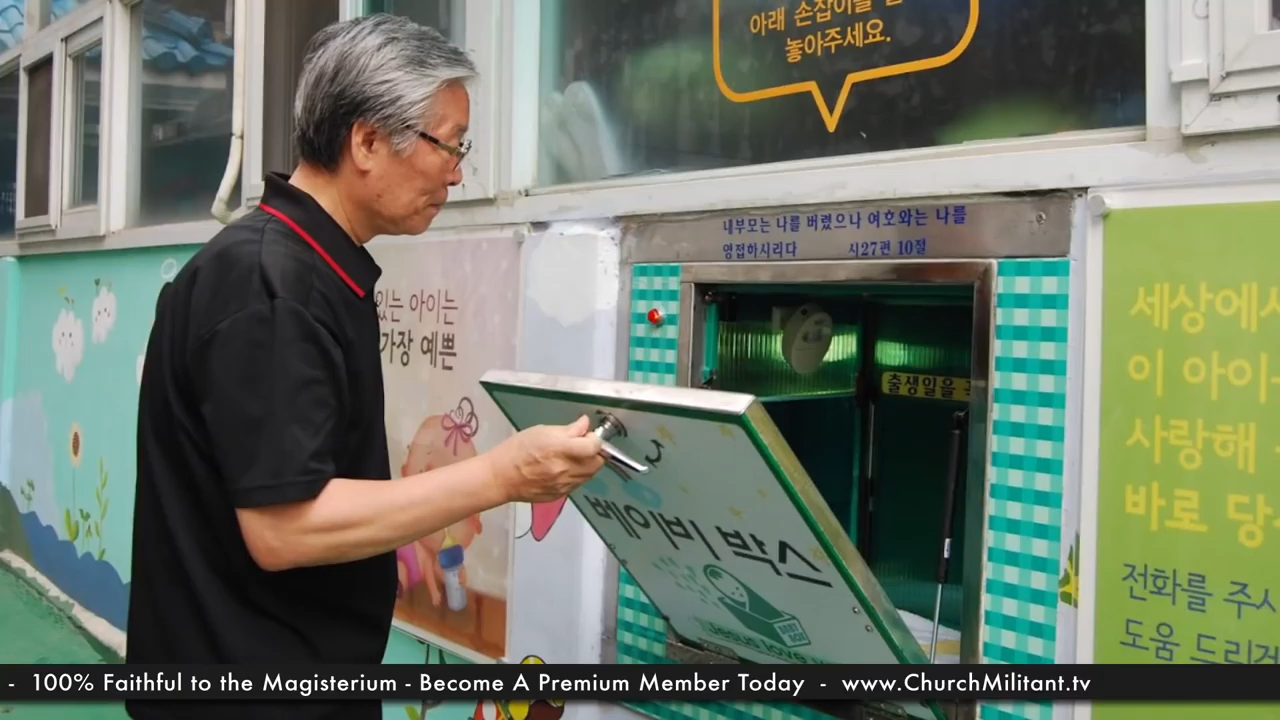 아래 손잡이를
놓아주세요.
내부모는 나를 버렸으나 여호와는 나를
영접하시리다 시27편 10절
있는 아이는
가장 예쁜
출생일을
베이비 박스
BABY BOX
Jesus love
세상에서
이 아이
사랑해
바로 당
전화를 주시
도움 드리
- 100% Faithful to the Magisterium - Become A Premium Member Today - www.ChurchMilitant.tv